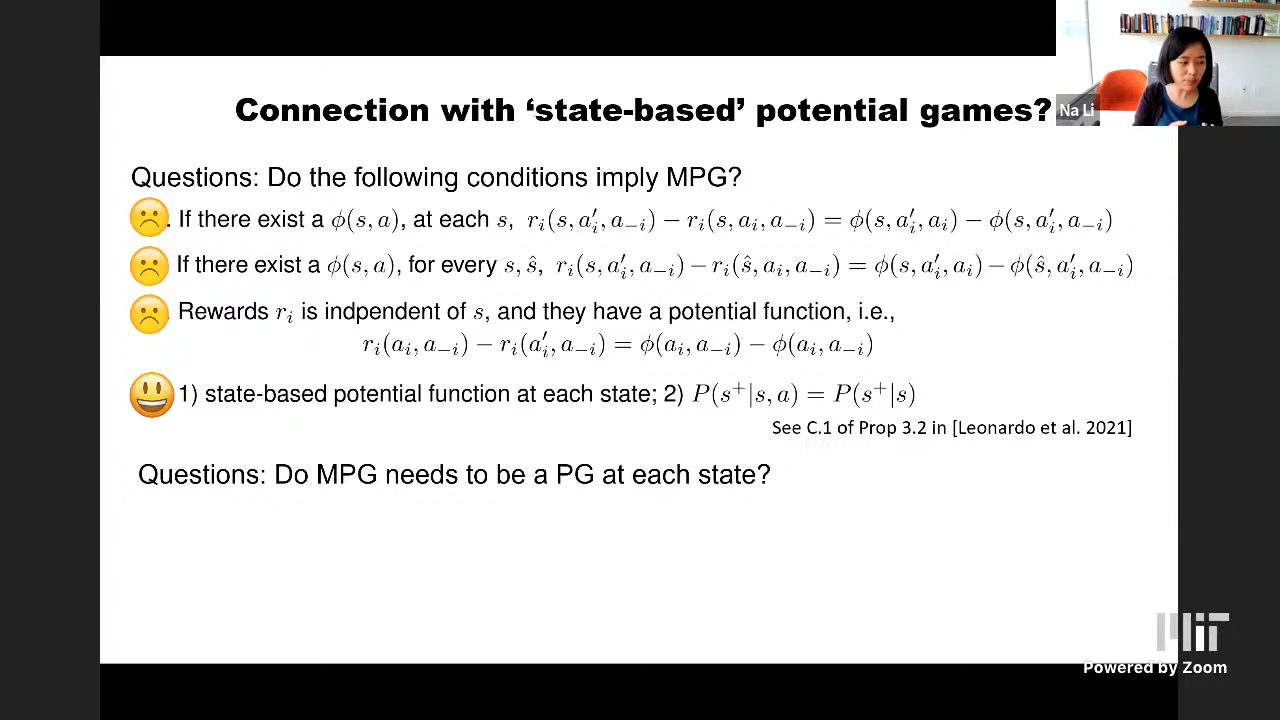 Connection with ‘state-based’ potential games?
Na Li
Questions: Do the following conditions imply MPG?
. If there exist a ϕ(s, a), at each s, r_i(s, a'_i, a_{−i}) − r_i(s, a_i, a_{−i}) = ϕ(s, a'_i, a_i) − ϕ(s, a'_i, a_{−i})
If there exist a ϕ(s, a), for every s, ŝ, r_i(s, a'_i, a_{−i}) − r_i(ŝ, a_i, a_{−i}) = ϕ(s, a'_i, a_i) − ϕ(ŝ, a'_i, a_{−i})
Rewards r_i is indpendent of s, and they have a potential function, i.e.,
r_i(a_i, a_{−i}) − r_i(a'_i, a_{−i}) = ϕ(a_i, a_{−i}) − ϕ(a_i, a_{−i})
1) state-based potential function at each state; 2) P(s⁺|s, a) = P(s⁺|s)
See C.1 of Prop 3.2 in [Leonardo et al. 2021]
Questions: Do MPG needs to be a PG at each state?
MIT
Powered by Zoom